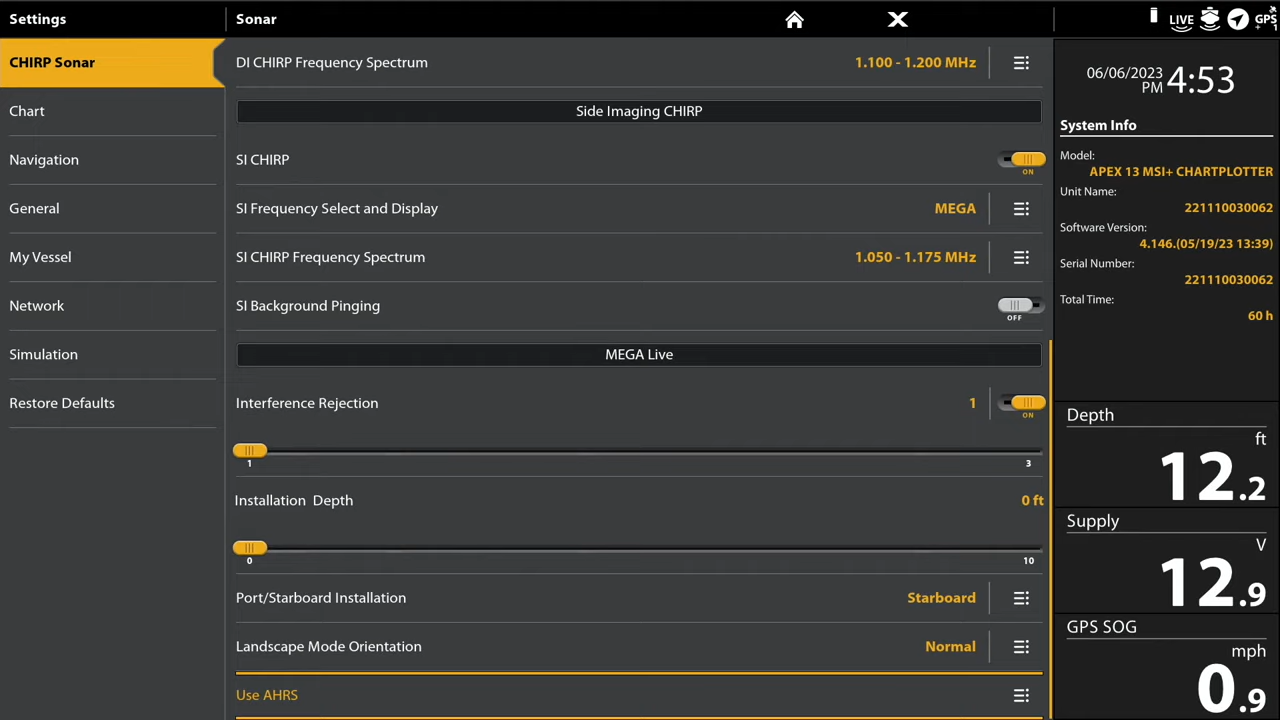 Settings
Sonar
LIVE
GPS
+ 1
CHIRP Sonar
Chart
Navigation
General
My Vessel
Network
Simulation
Restore Defaults
DI CHIRP Frequency Spectrum 1.100 - 1.200 MHz
Side Imaging CHIRP
SI CHIRP
ON
SI Frequency Select and Display MEGA
SI CHIRP Frequency Spectrum 1.050 - 1.175 MHz
SI Background Pinging
OFF
MEGA Live
Interference Rejection 1
ON
1 3
Installation Depth 0 ft
0 10
Port/Starboard Installation Starboard
Landscape Mode Orientation Normal
Use AHRS
06/06/2023 PM 4:53
System Info
Model:
APEX 13 MSI+ CHARTPLOTTER
Unit Name:
221110030062
Software Version:
4.146.(05/19/23 13:39)
Serial Number:
221110030062
Total Time:
60 h
Depth
ft
12.2
Supply
V
12.9
GPS SOG
mph
0.9